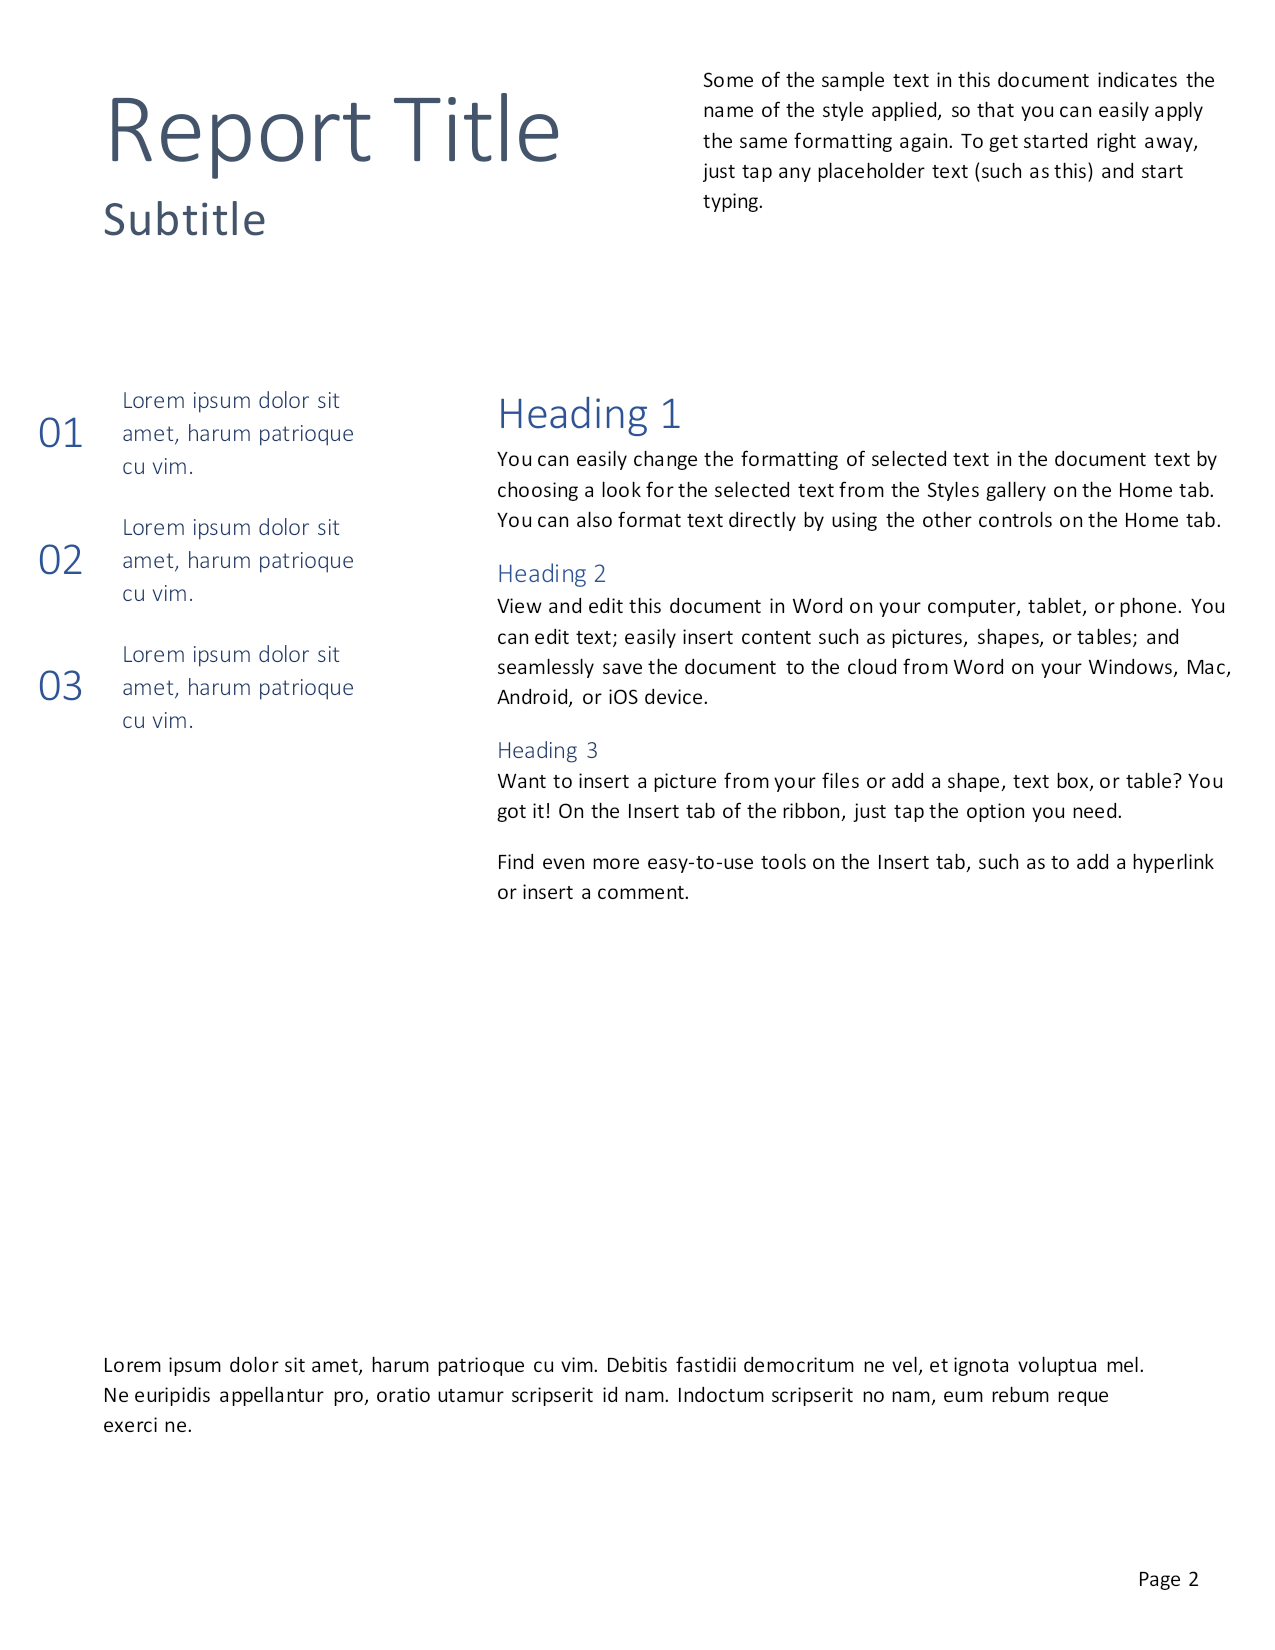 Report Title
Subtitle
Some of the sample text in this document indicates the
name of the style applied, so that you can easily apply
the same formatting again. To get started right away,
just tap any placeholder text (such as this) and start
typing.
01
Lorem ipsum dolor sit
amet, harum patrioque
cu vim.
02
Lorem ipsum dolor sit
amet, harum patrioque
cu vim.
03
Lorem ipsum dolor sit
amet, harum patrioque
cu vim.
Heading 1
You can easily change the formatting of selected text in the document text by
choosing a look for the selected text from the Styles gallery on the Home tab.
You can also format text directly by using the other controls on the Home tab.
Heading 2
View and edit this document in Word on your computer, tablet, or phone. You
can edit text; easily insert content such as pictures, shapes, or tables; and
seamlessly save the document to the cloud from Word on your Windows, Mac,
Android, or iOS device.
Heading 3
Want to insert a picture from your files or add a shape, text box, or table? You
got it! On the Insert tab of the ribbon, just tap the option you need.
Find even more easy-to-use tools on the Insert tab, such as to add a hyperlink
or insert a comment.
Lorem ipsum dolor sit amet, harum patrioque cu vim. Debitis fastidii democritum ne vel, et ignota voluptua mel.
Ne euripidis appellantur pro, oratio utamur scripserit id nam. Indoctum scripserit no nam, eum rebum reque
exerci ne.
Page 2